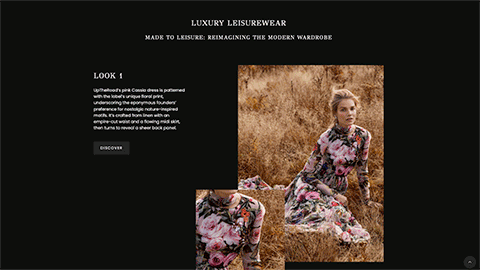 LUXURY LEISUREWEAR
MADE TO LEISURE: REIMAGINING THE MODERN WARDROBE
LOOK 1
UpTheRoad's pink Cassia dress is patterned
with the label's unique floral print,
underscoring the eponymous founders'
preference for nostalgic nature-inspired
motifs. It's crafted from linen with an
empire-cut waist and a flowing midi skirt,
then turns to reveal a sheer back panel.
DISCOVER